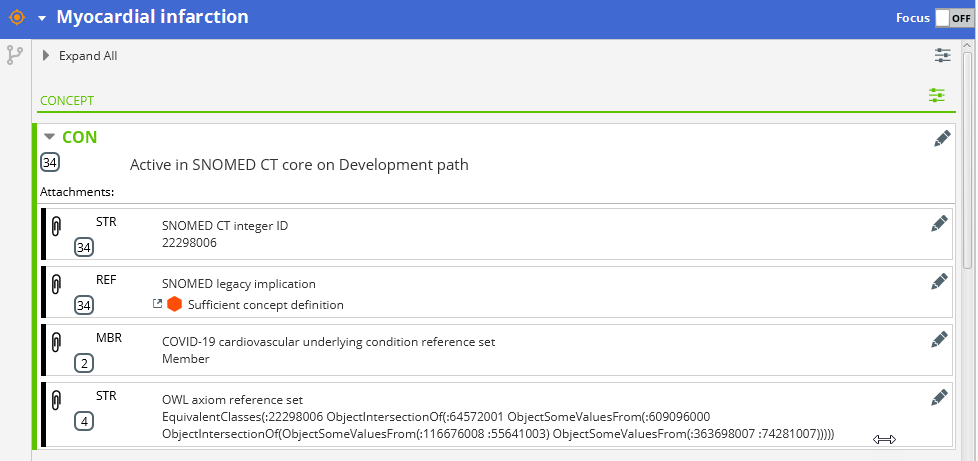 Myocardial infarction
Focus OFF
Expand All
CONCEPT
CON
34
Active in SNOMED CT core on Development path
Attachments:
STR
34
SNOMED CT integer ID
22298006
REF
34
SNOMED legacy implication
Sufficient concept definition
MBR
2
COVID-19 cardiovascular underlying condition reference set
Member
STR
4
OWL axiom reference set
EquivalentClasses(:22298006 ObjectIntersectionOf(:64572001 ObjectSomeValuesFrom(:609096000
ObjectIntersectionOf(ObjectSomeValuesFrom(:116676008 :55641003) ObjectSomeValuesFrom(:363698007 :74281007)))))